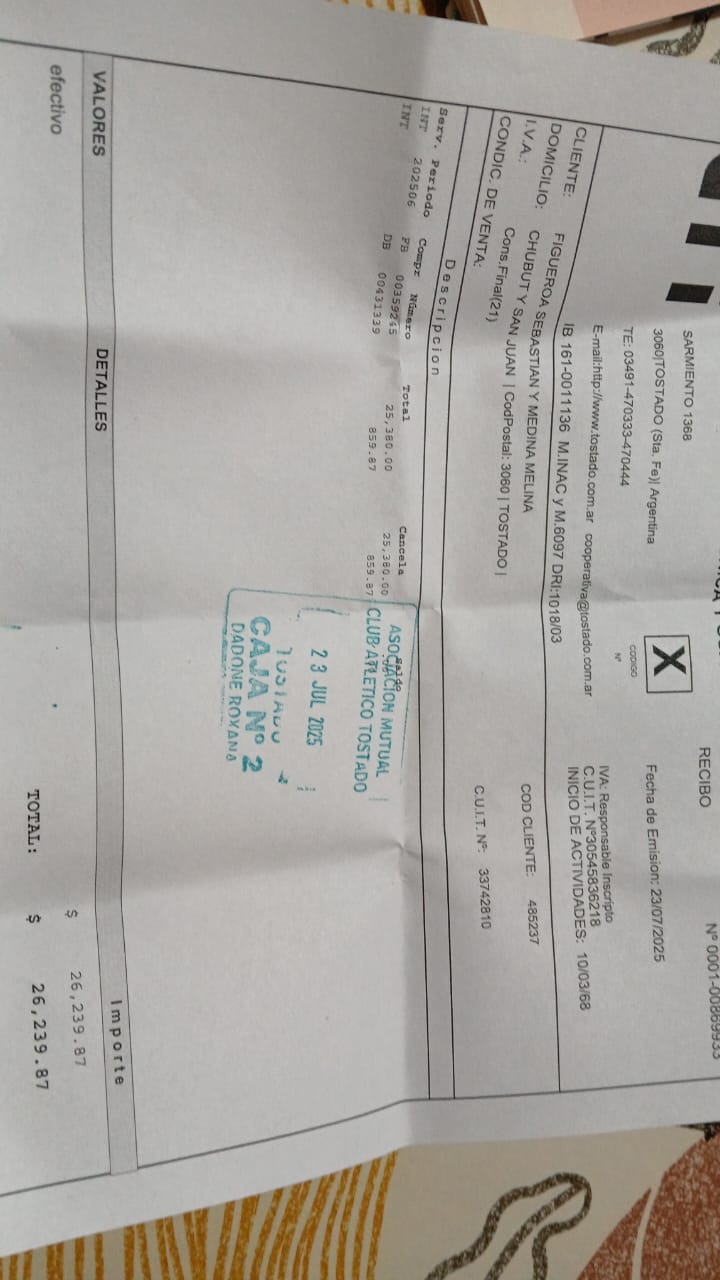 SARMIENTO 1368
3060|TOSTADO (Sta. Fe)| Argentina
TE: 03491-470333-470444
E-mail:http://www.tostado.com.ar cooperativa@tostado.com.ar
IB 161-0011136 M.INAC y M.6097 DRI:1018/03
X
CODIGO
Nº
RECIBO
Nº 0001-00869933
Fecha de Emision: 23/07/2025
IVA: Responsable Inscripto
C.U.I.T. Nº30545836218
INICIO DE ACTIVIDADES: 10/03/68
CLIENTE: FIGUEROA SEBASTIAN Y MEDINA MELINA COD CLIENTE: 485237
DOMICILIO: CHUBUT Y SAN JUAN | CodPostal: 3060 | TOSTADO |
I.V.A.: Cons.Final(21) C.U.I.T. Nº: 33742810
CONDIC. DE VENTA:
Descripcion
Serv. Periodo Compr Número Total Cancela Saldo
INT 202506 FB 00359245 25,380.00 25,380.00
INT DB 00431339 859.87 859.87
ASOCIACION MUTUAL
CLUB ATLETICO TOSTADO
23 JUL 2025
TOSTADO
CAJA Nº 2
DADONE ROXANA
VALORES DETALLES Importe
efectivo $ 26,239.87
TOTAL: $ 26,239.87